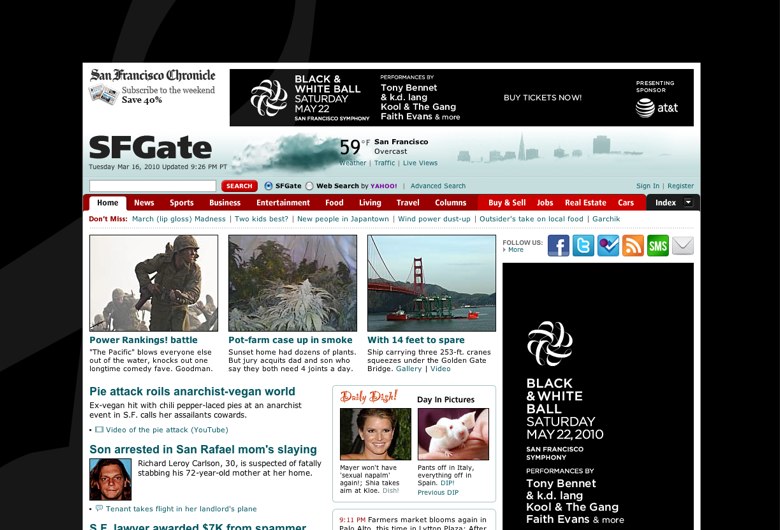 San Francisco Chronicle
Subscribe to the weekend
Save 40%
BLACK &
WHITE BALL
SATURDAY
MAY 22
SAN FRANCISCO SYMPHONY
PERFORMANCES BY
Tony Bennet
& k.d. lang
Kool & The Gang
Faith Evans & more
BUY TICKETS NOW!
PRESENTING
SPONSOR
at&t
SFGate
Tuesday Mar 16, 2010 Updated 9:26 PM PT
59°F San Francisco
Overcast
Weather | Traffic | Live Views
SEARCH SFGate Web Search by YAHOO! | Advanced Search
Sign In | Register
Home News Sports Business Entertainment Food Living Travel Columns Buy & Sell Jobs Real Estate Cars Index
Don't Miss: March (lip gloss) Madness | Two kids best? | New people in Japantown | Wind power dust-up | Outsider's take on local food | Garchik
Power Rankings! battle
"The Pacific" blows everyone else
out of the water, knocks out one
longtime comedy fave. Goodman.
Pot-farm case up in smoke
Sunset home had dozens of plants.
But jury acquits dad and son who
say they both need 4 joints a day.
With 14 feet to spare
Ship carrying three 253-ft. cranes
squeezes under the Golden Gate
Bridge. Gallery | Video
FOLLOW US:
More
f
t
SMS
Pie attack roils anarchist-vegan world
Ex-vegan hit with chili pepper-laced pies at an anarchist
event in S.F. calls her assailants cowards.
• Video of the pie attack (YouTube)
Son arrested in San Rafael mom's slaying
Richard Leroy Carlson, 30, is suspected of fatally
stabbing his 72-year-old mother at her home.
• Tenant takes flight in her landlord's plane
S.F. lawyer awarded $7K from spammer
Daily Dish!
Mayer won't have
'sexual napalm'
again!; Shia takes
aim at Kloe. Dish!
Day In Pictures
Pants off in Italy,
everything off in
Spain. DIP!
Previous DIP
9:11 PM Farmers market blooms again in
Palo Alto, this time in Lytton Plaza: After
BLACK
& WHITE
BALL
SATURDAY
MAY 22, 2010
SAN FRANCISCO
SYMPHONY
PERFORMANCES BY
Tony Bennet
& k.d. lang
Kool & The Gang
Faith Evans & more